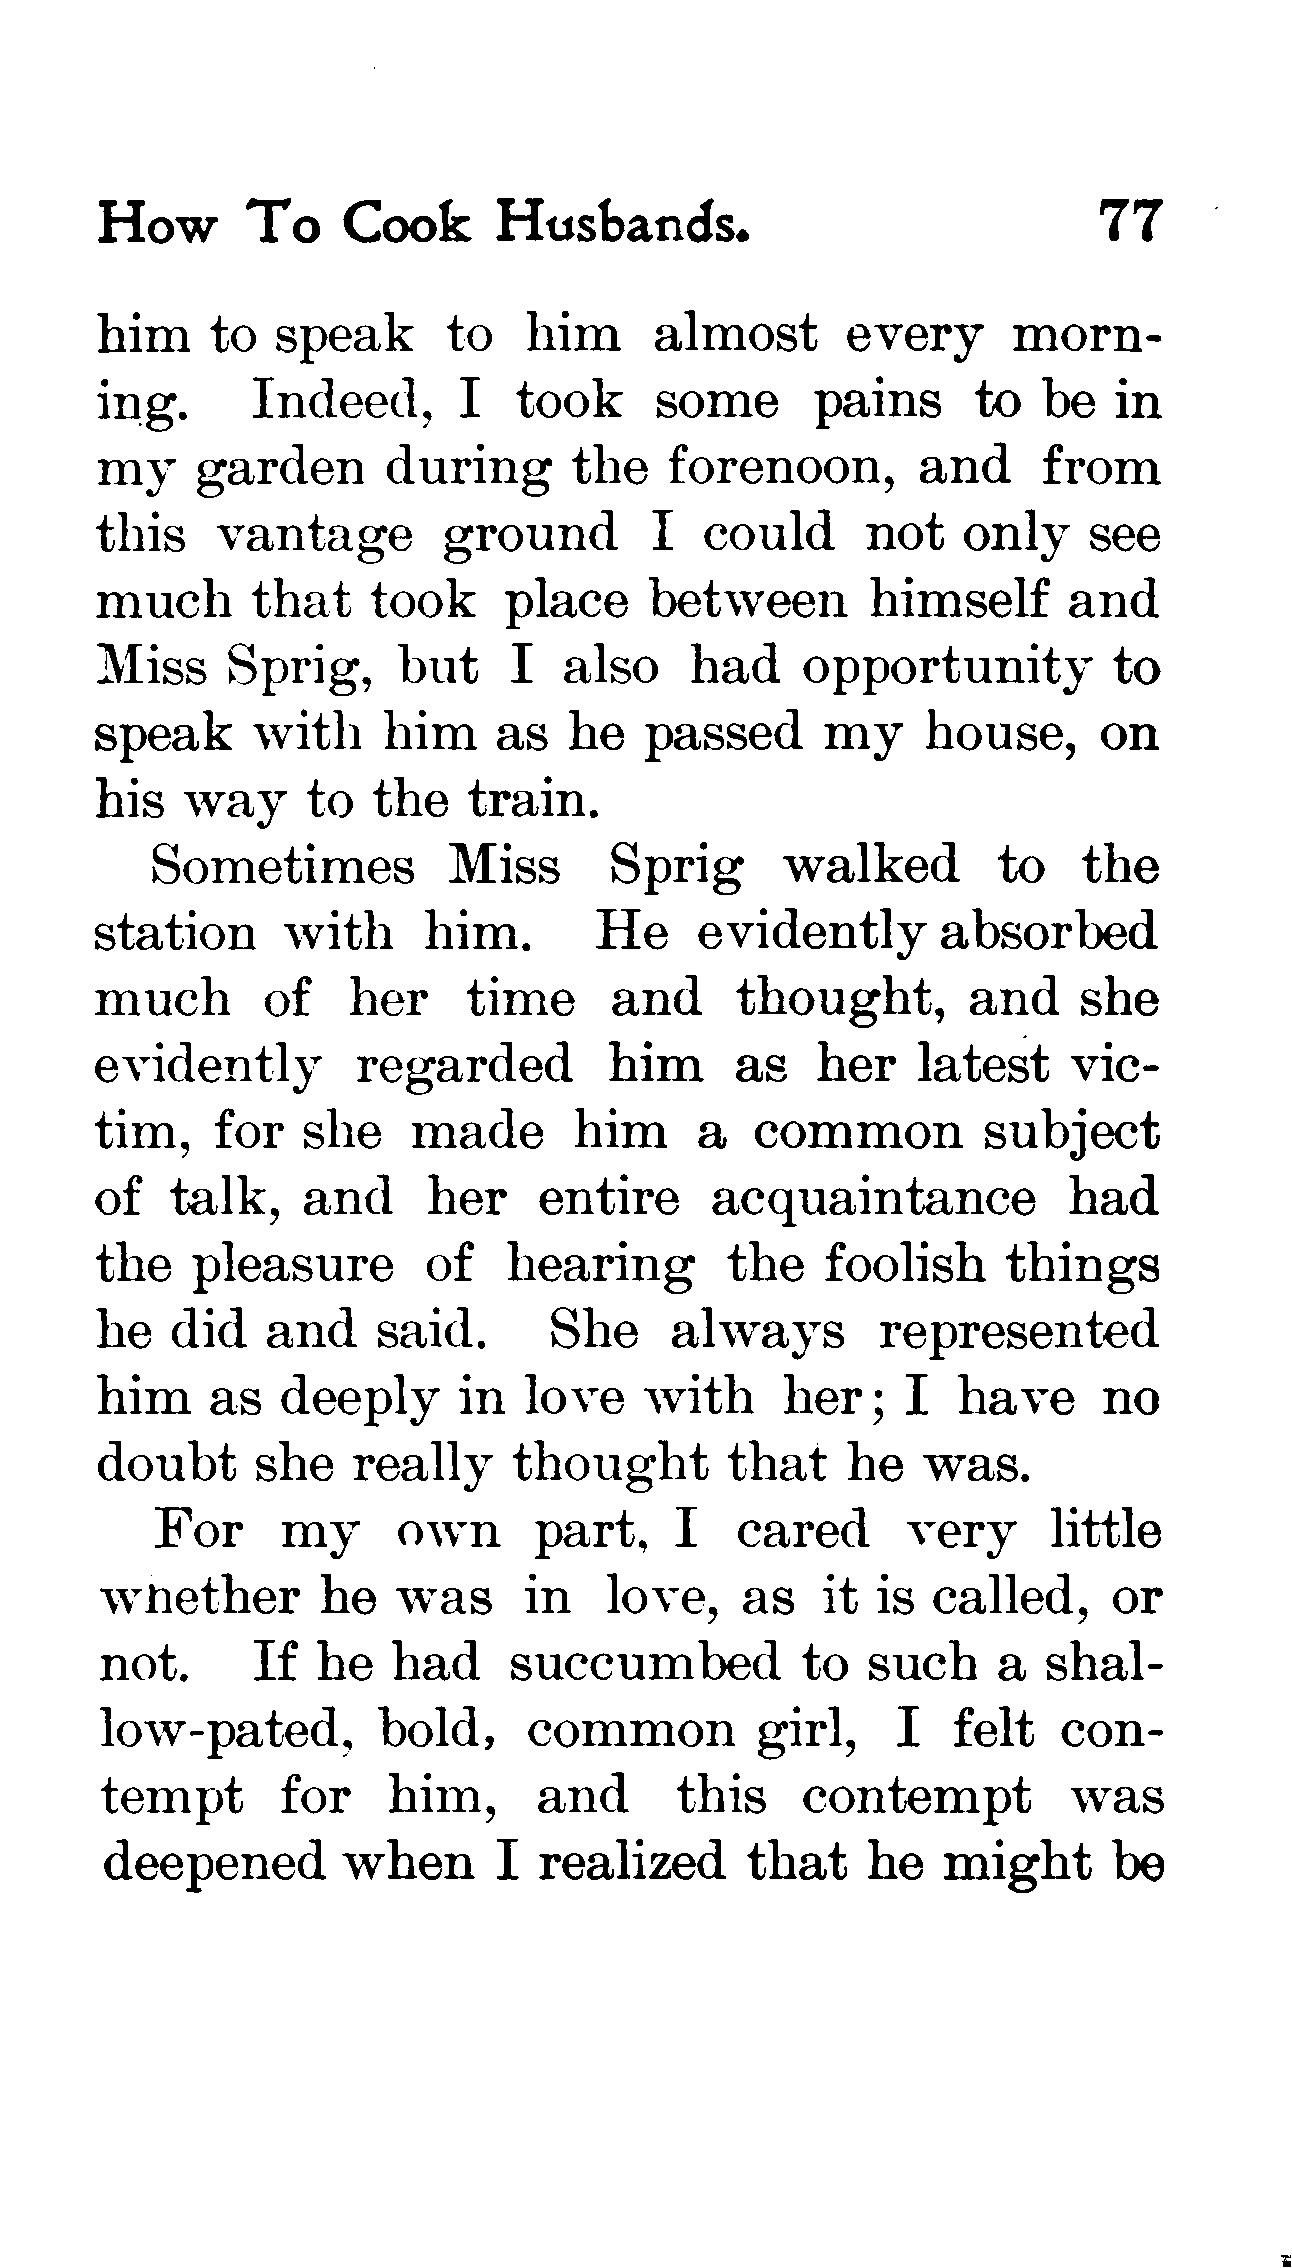 How To Cook Husbands. 77
him to speak to him almost every morn-
ing. Indeed, I took some pains to be in
my garden during the forenoon, and from
this vantage ground I could not only see
much that took place between himself and
Miss Sprig, but I also had opportunity to
speak with him as he passed my house, on
his way to the train.
Sometimes Miss Sprig walked to the
station with him. He evidently absorbed
much of her time and thought, and she
evidently regarded him as her latest vic-
tim, for she made him a common subject
of talk, and her entire acquaintance had
the pleasure of hearing the foolish things
he did and said. She always represented
him as deeply in love with her; I have no
doubt she really thought that he was.
For my own part, I cared very little
whether he was in love, as it is called, or
not. If he had succumbed to such a shal-
low-pated, bold, common girl, I felt con-
tempt for him, and this contempt was
deepened when I realized that he might be